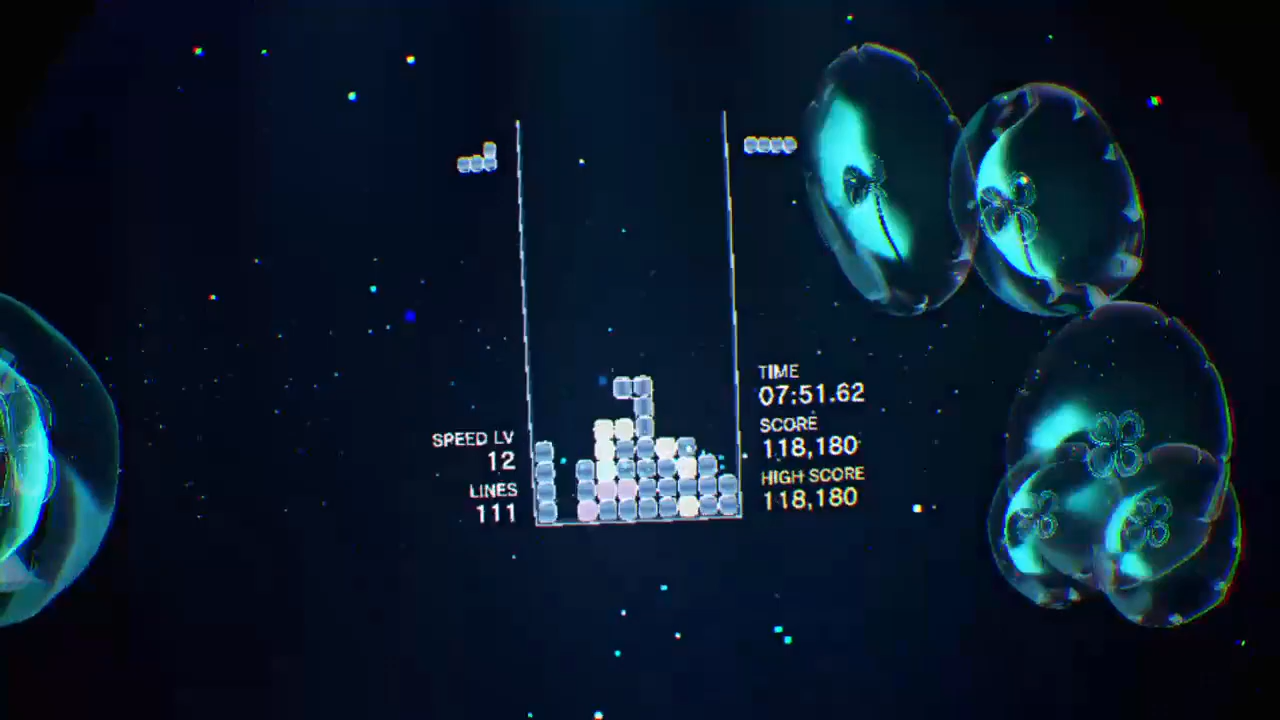 SPEED LV
12
LINES
111
TIME
07:51.62
SCORE
118,180
HIGH SCORE
118,180